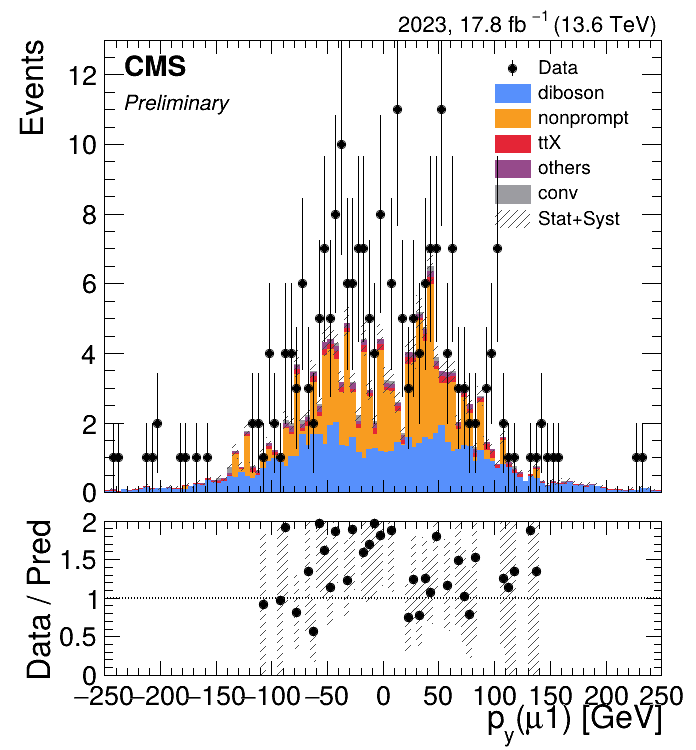 2023, 17.8 fb⁻¹ (13.6 TeV)
Events
CMS
Preliminary
Data
diboson
nonprompt
ttX
others
conv
Stat+Syst
12
10
8
6
4
2
0
Data / Pred
2
1.5
1
0.5
0
−250 −200 −150 −100 −50 0 50 100 150 200 250
p_y(μ1) [GeV]